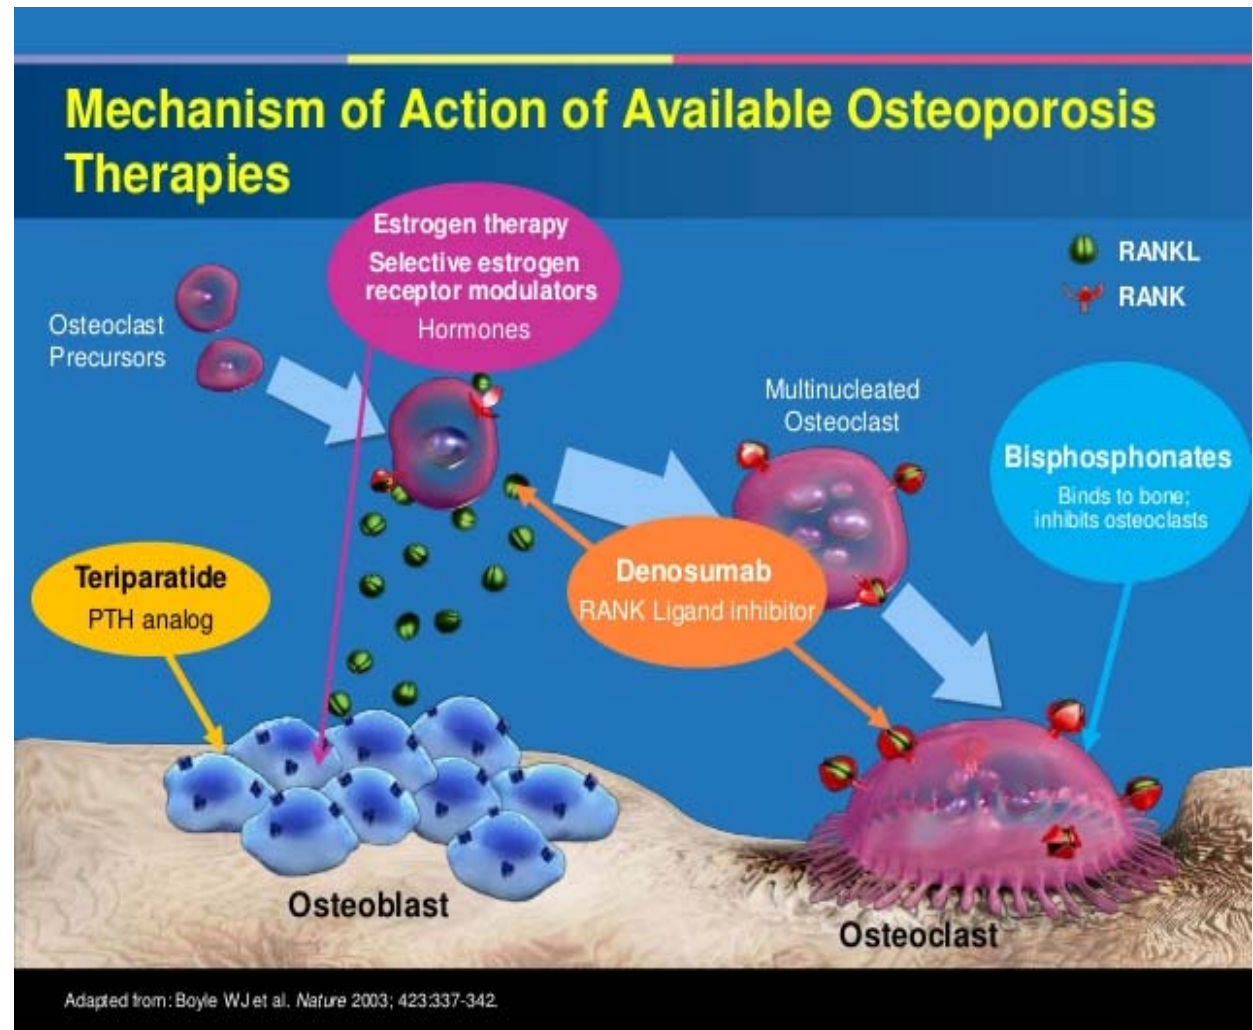 Mechanism of Action of Available Osteoporosis
Therapies
Estrogen therapy
Selective estrogen
receptor modulators
Hormones
RANKL
RANK
Osteoclast
Precursors
Multinucleated
Osteoclast
Bisphosphonates
Binds to bone;
inhibits osteoclasts
Teriparatide
PTH analog
Denosumab
RANK Ligand inhibitor
Osteoblast
Osteoclast
Adapted from: Boyle WJ et al. Nature 2003; 423:337-342.